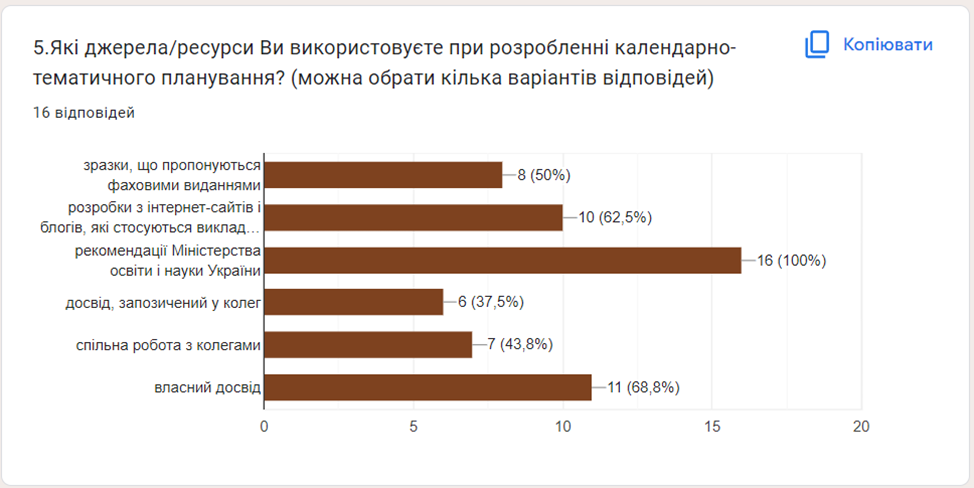 5.Які джерела/ресурси Ви використовуєте при розробленні календарно-
тематичного планування? (можна обрати кілька варіантів відповідей)
Копіювати
16 відповідей
зразки, що пропонуються
фаховими виданнями
8 (50%)
розробки з інтернет-сайтів і
блогів, які стосуються виклад…
10 (62,5%)
рекомендації Міністерства
освіти і науки України
16 (100%)
досвід, запозичений у колег
6 (37,5%)
спільна робота з колегами
7 (43,8%)
власний досвід
11 (68,8%)
0 5 10 15 20